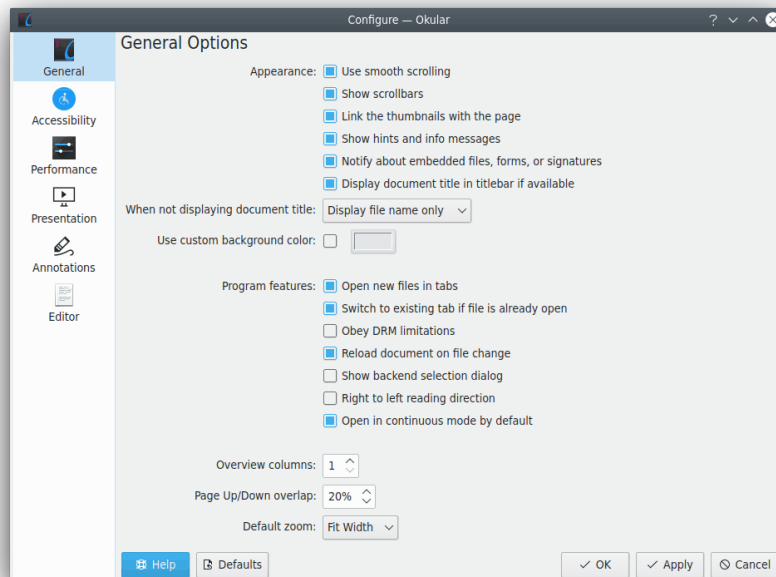 Configure — Okular
General
Accessibility
Performance
Presentation
Annotations
Editor
General Options
Appearance: Use smooth scrolling
Show scrollbars
Link the thumbnails with the page
Show hints and info messages
Notify about embedded files, forms, or signatures
Display document title in titlebar if available
When not displaying document title: Display file name only
Use custom background color:
Program features: Open new files in tabs
Switch to existing tab if file is already open
Obey DRM limitations
Reload document on file change
Show backend selection dialog
Right to left reading direction
Open in continuous mode by default
Overview columns: 1
Page Up/Down overlap: 20%
Default zoom: Fit Width
Help Defaults OK Apply Cancel